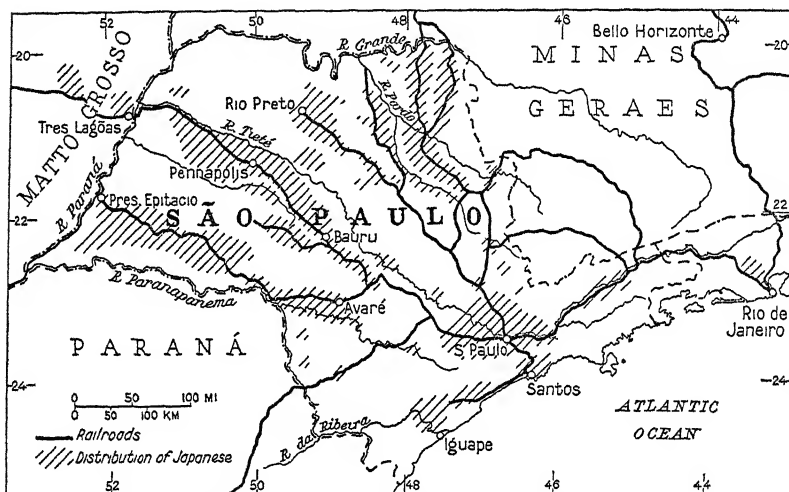 52
50
48
46
44
20
20
Bello Horizonte
MINAS
GERAES
R. Grande
MATTO GROSSO
RIO PRETO
R. Pardo
Tres Lagôas
R. Tieté
Pennapolis
R. Paraná
Pres. Epitacio
SÃO PAULO
22
22
Bauru
R. Paranapanema
Avaré
S. Paulo
RIO DE
JANEIRO
PARANÁ
24
24
Santos
0 50 100 MI
0 50 100 KM
ATLANTIC
OCEAN
Railroads
R. da Ribeira
Iguape
Distribution of Japanese
52
50
48
46
44